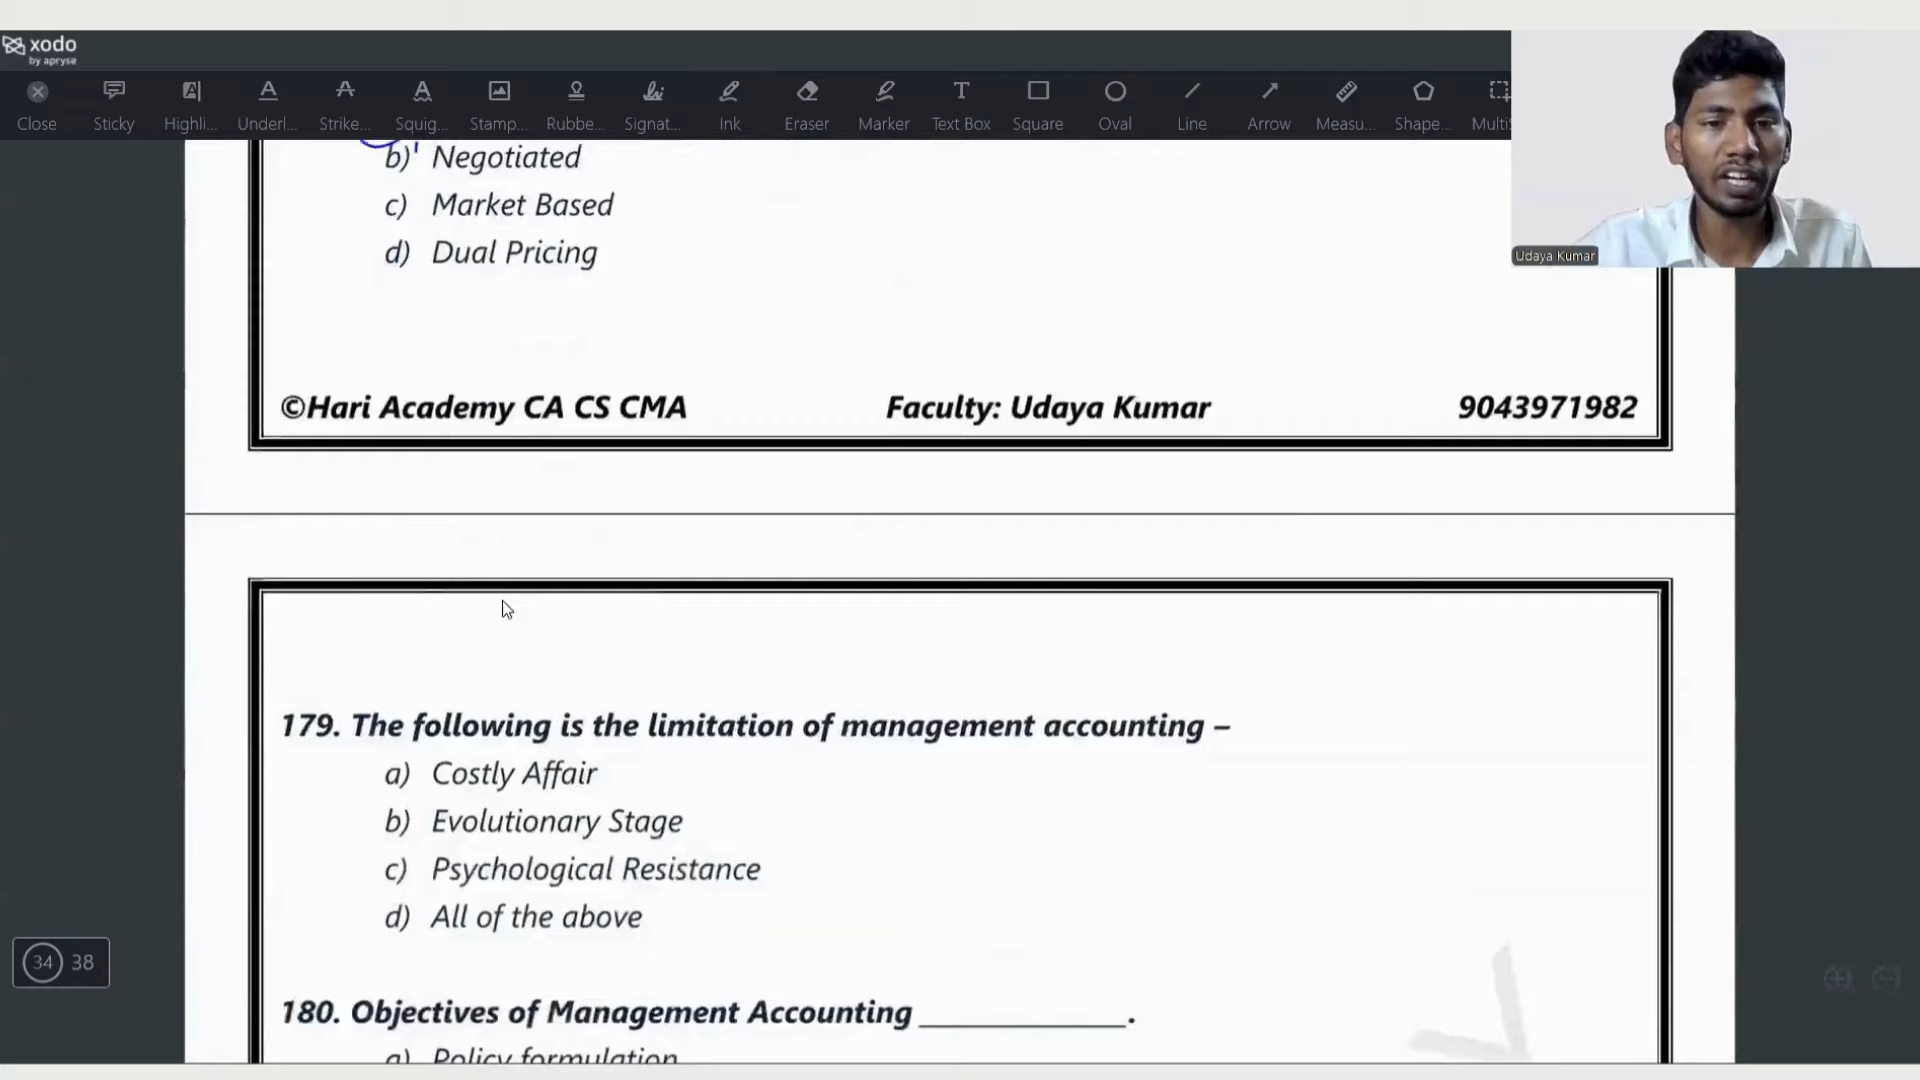 xodo
by apryse
Close Sticky Highli... Underl... Strike... Squig... Stamp... Rubbe... Signat... Ink Eraser Marker Text Box Square Oval Line Arrow Measu... Shape... Multi
b) Negotiated
c) Market Based
d) Dual Pricing
Udaya Kumar
©Hari Academy CA CS CMA Faculty: Udaya Kumar 9043971982
179. The following is the limitation of management accounting –
a) Costly Affair
b) Evolutionary Stage
c) Psychological Resistance
d) All of the above
34 38
180. Objectives of Management Accounting ____________.
a) Policy formulation